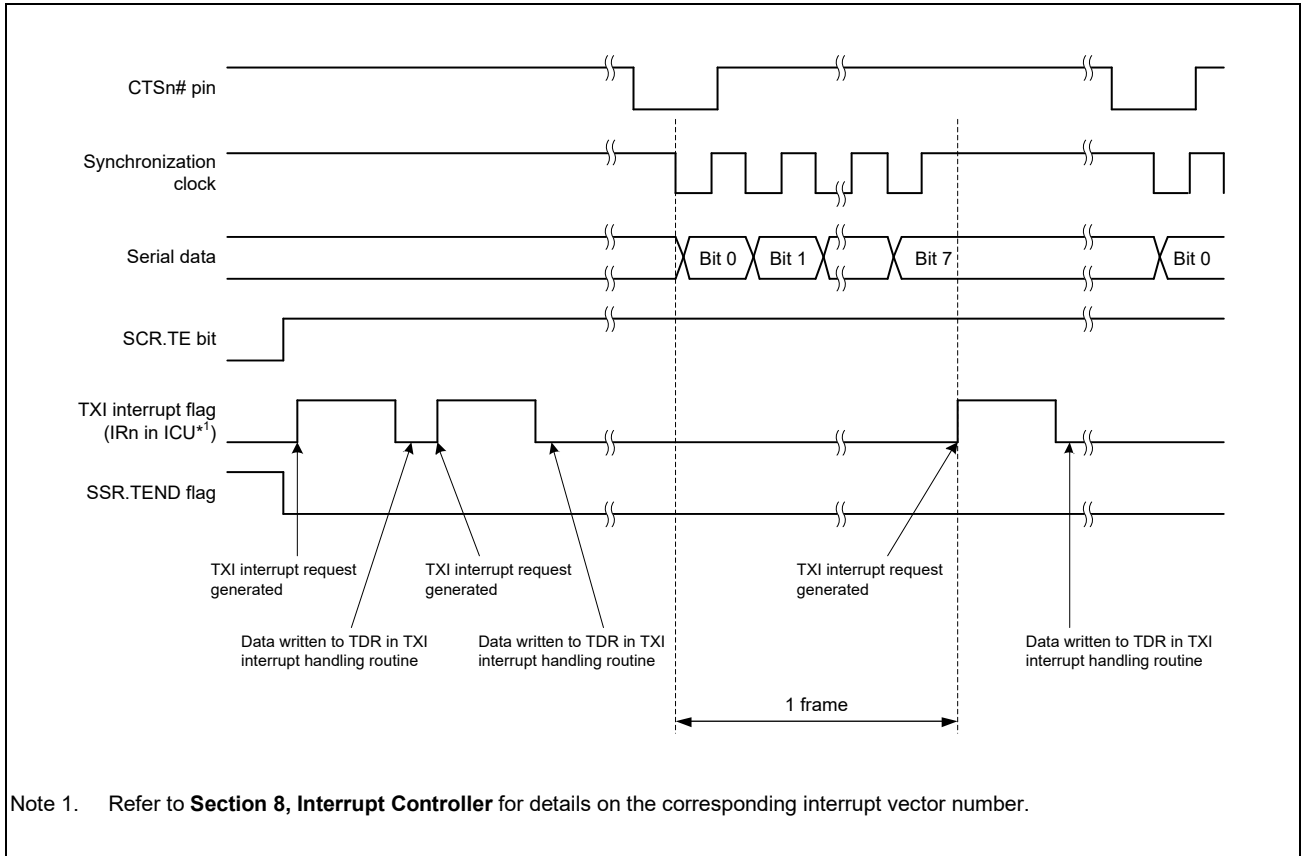 CTSn# pin
Synchronization
clock
Serial data
Bit 0
Bit 1
Bit 7
Bit 0
SCR.TE bit
TXI interrupt flag
(IRn in ICU*1)
SSR.TEND flag
TXI interrupt request
generated
TXI interrupt request
generated
TXI interrupt request
generated
Data written to TDR in TXI
interrupt handling routine
Data written to TDR in TXI
interrupt handling routine
Data written to TDR in TXI
interrupt handling routine
1 frame
Note 1. Refer to Section 8, Interrupt Controller for details on the corresponding interrupt vector number.